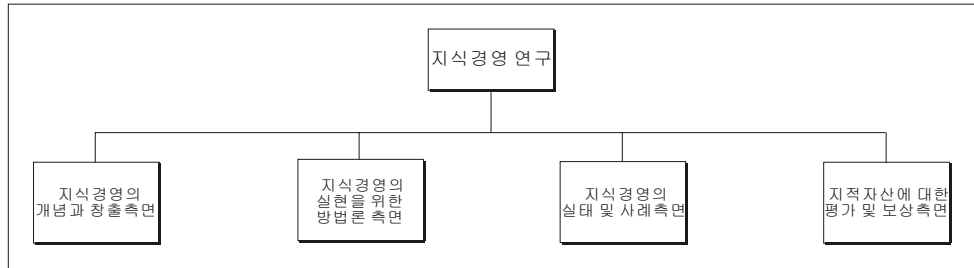 지식경영 연구
지식경영의
개념과 창출측면
지식경영의
실현을 위한
방법론 측면
지식경영의
실태 및 사례측면
지적자산에 대한
평가 및 보상측면